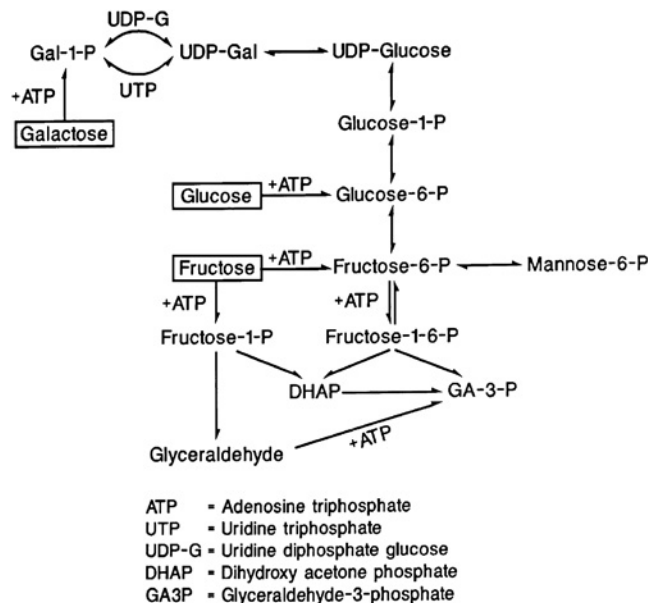 UDP-G
Gal-1-P UDP-Gal UDP-Glucose
+ATP UTP
Galactose Glucose-1-P
Glucose +ATP Glucose-6-P
Fructose +ATP Fructose-6-P Mannose-6-P
+ATP +ATP
Fructose-1-P Fructose-1-6-P
DHAP GA-3-P
Glyceraldehyde +ATP
ATP = Adenosine triphosphate
UTP = Uridine triphosphate
UDP-G = Uridine diphosphate glucose
DHAP = Dihydroxy acetone phosphate
GA3P = Glyceraldehyde-3-phosphate